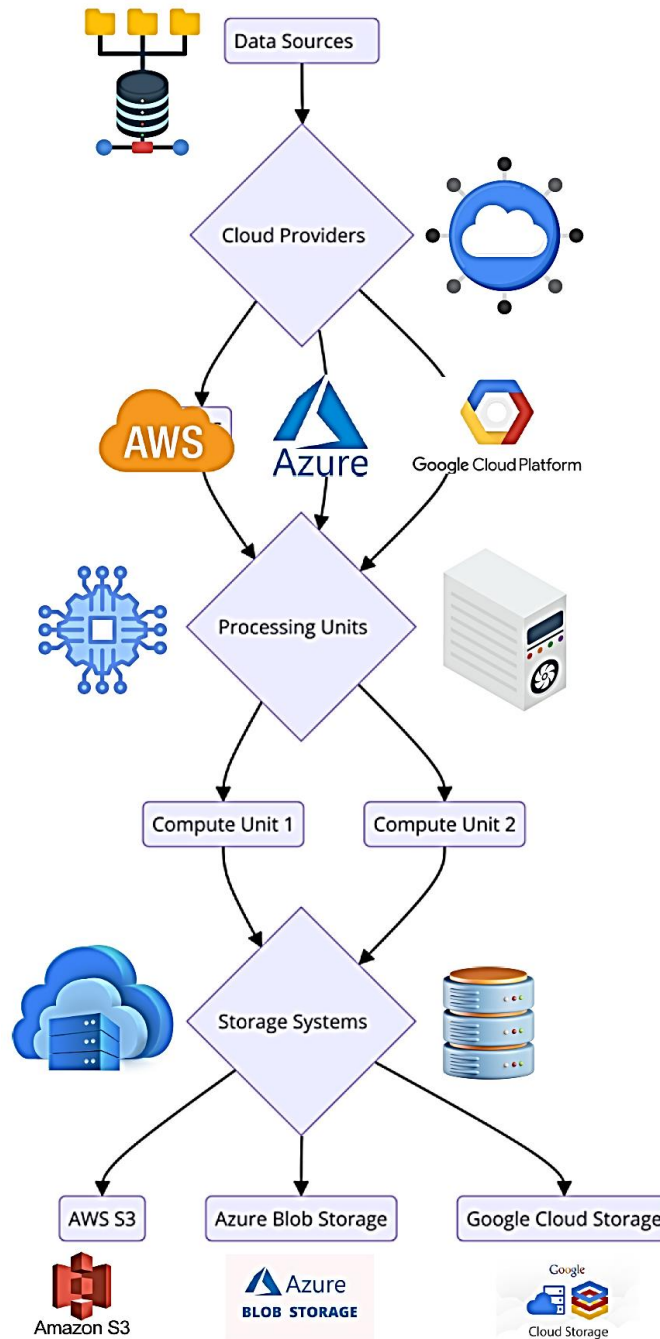 Data Sources
Cloud Providers
AWS
Azure
Google Cloud Platform
Processing Units
Compute Unit 1
Compute Unit 2
Storage Systems
AWS S3
Azure Blob Storage
Google Cloud Storage
Amazon S3
Azure
BLOB STORAGE
Google
Cloud Storage